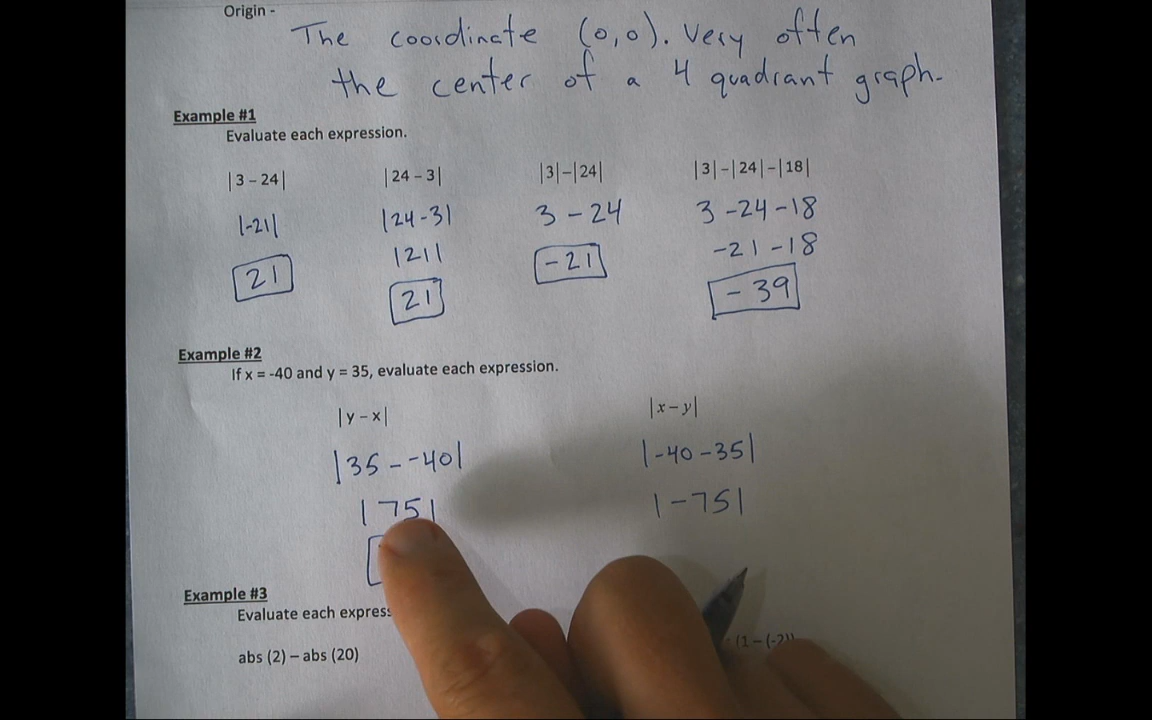 Origin -
The coordinate (0,0). Very often
the center of a 4 quadrant graph.
Example #1
Evaluate each expression.
|3 – 24| |24 – 3| |3|–|24| |3|–|24|–|18|
|-21| |24-3| 3 - 24 3 -24 -18
21 |21| -21 -21 -18
21 -39
Example #2
If x = -40 and y = 35, evaluate each expression.
|y – x| |x – y|
|35 - -40| |-40 -35|
|75| |-75|
Example #3
Evaluate each
abs (2) – abs (20) (1 – (-2))